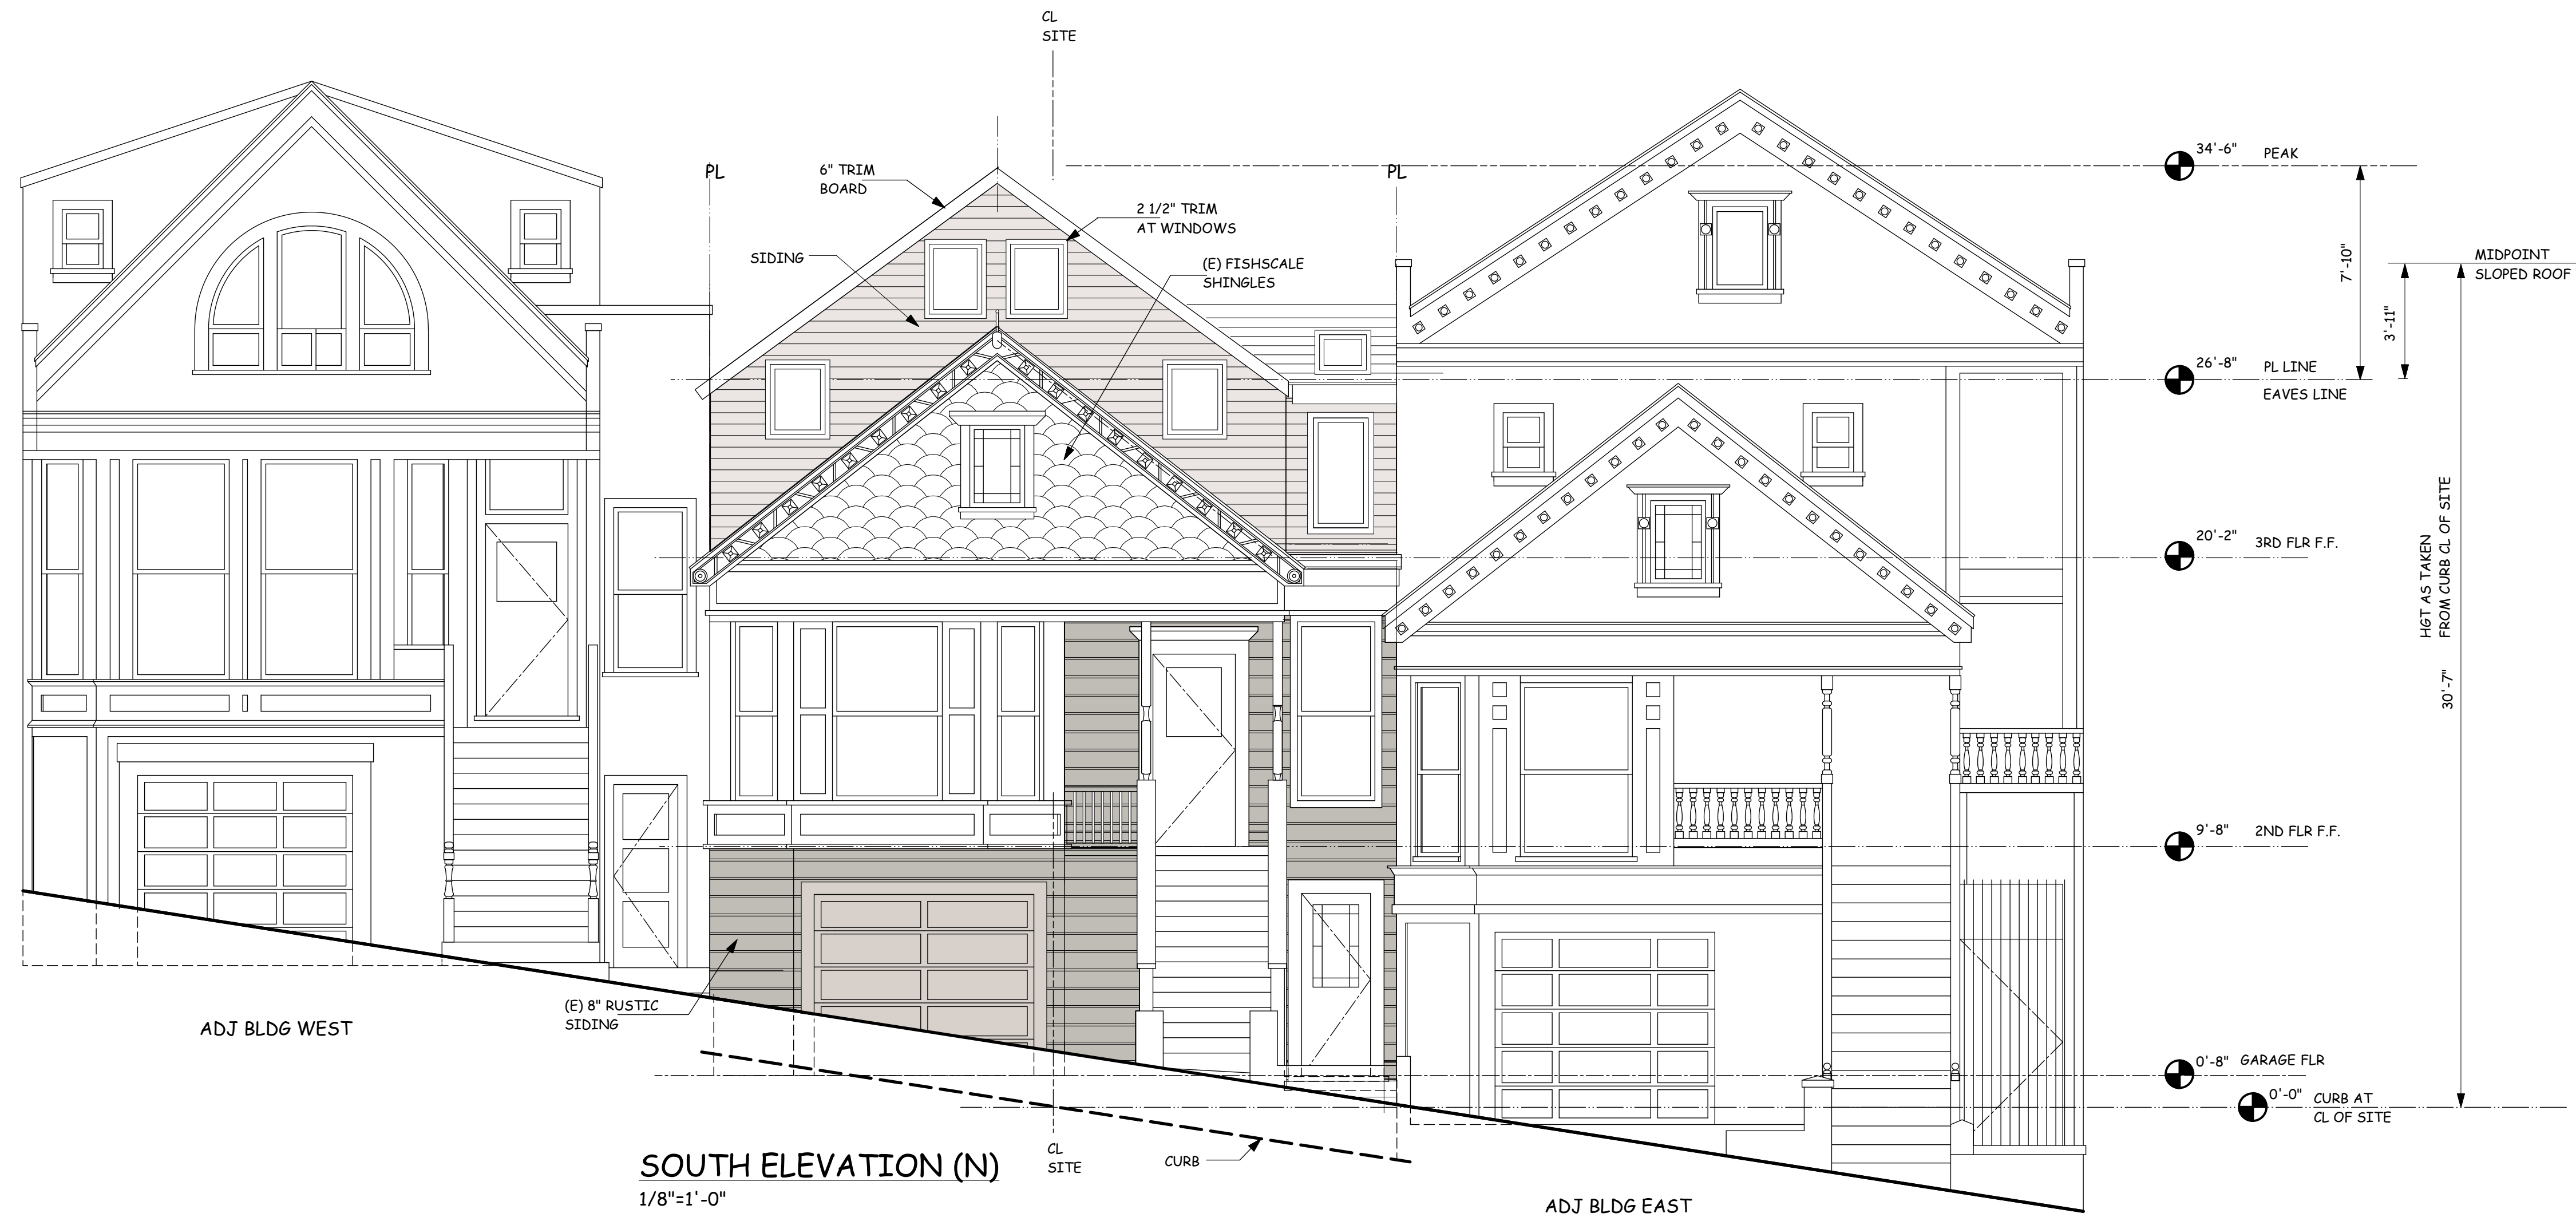 CL
SITE
PL
6" TRIM
BOARD
2 1/2" TRIM
AT WINDOWS
SIDING
(E) FISHSCALE
SHINGLES
PL
34'-6" PEAK
7'-10"
MIDPOINT
SLOPED ROOF
3'-11"
26'-8" PL LINE
EAVES LINE
20'-2" 3RD FLR F.F.
HGT AS TAKEN
FROM CURB CL OF SITE
30'-7"
9'-8" 2ND FLR F.F.
(E) 8" RUSTIC
SIDING
ADJ BLDG WEST
0'-8" GARAGE FLR
0'-0" CURB AT
CL OF SITE
CL
SITE
CURB
SOUTH ELEVATION (N)
1/8"=1'-0"
ADJ BLDG EAST